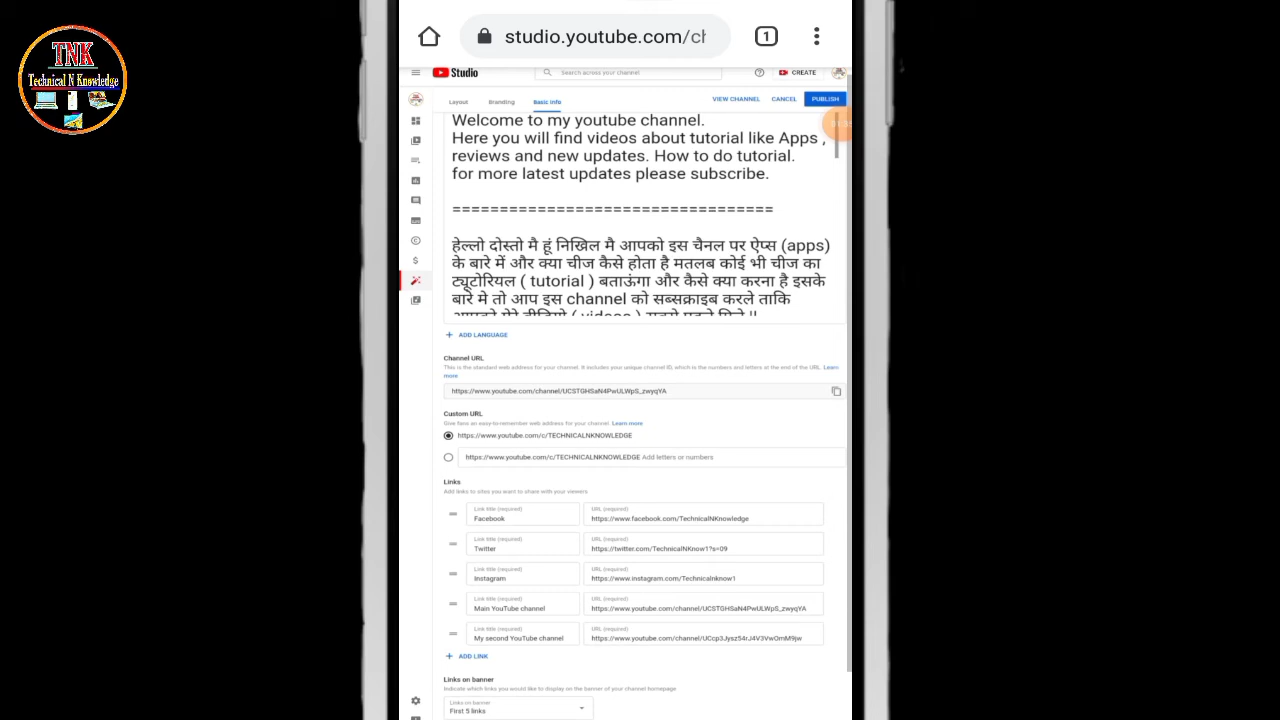 TNK
Technical N Knowledge
studio.youtube.com/ch
1
Studio
Search across your channel
CREATE
Layout
Branding
Basic info
VIEW CHANNEL
CANCEL
PUBLISH
Welcome to my youtube channel.
Here you will find videos about tutorial like Apps ,
reviews and new updates. How to do tutorial.
for more latest updates please subscribe.
==================================
हेल्लो दोस्तो मै हूं निखिल मै आपको इस चैनल पर ऐप्स (apps)
के बारे में और क्या चीज कैसे होता है मतलब कोई भी चीज का
ट्यूटोरियल ( tutorial ) बताऊंगा और कैसे क्या करना है इसके
बारे मे तो आप इस channel को सब्सक्राइब करले ताकि
ADD LANGUAGE
Channel URL
This is the standard web address for your channel. It includes your unique channel ID, which is the numbers and letters at the end of the URL. Learn
more
https://www.youtube.com/channel/UCSTGHSaN4PwULWpS_zwyqYA
Custom URL
Give fans an easy-to-remember web address for your channel. Learn more
https://www.youtube.com/c/TECHNICALNKNOWLEDGE
https://www.youtube.com/c/TECHNICALNKNOWLEDGE Add letters or numbers
Links
Add links to sites you want to share with your viewers
Link title (required)
URL (required)
Facebook
https://www.facebook.com/TechnicalNKnowledge
Link title (required)
URL (required)
Twitter
https://twitter.com/TechnicalNKnow1?s=09
Link title (required)
URL (required)
Instagram
https://www.instagram.com/Technicalnknow1
Link title (required)
URL (required)
Main YouTube channel
https://www.youtube.com/channel/UCSTGHSaN4PwULWpS_zwyqYA
Link title (required)
URL (required)
My second YouTube channel
https://www.youtube.com/channel/UCcp3Jysz54rJ4V3VwOmM9jw
ADD LINK
Links on banner
Indicate which links you would like to display on the banner of your channel homepage
Links on banner
First 5 links